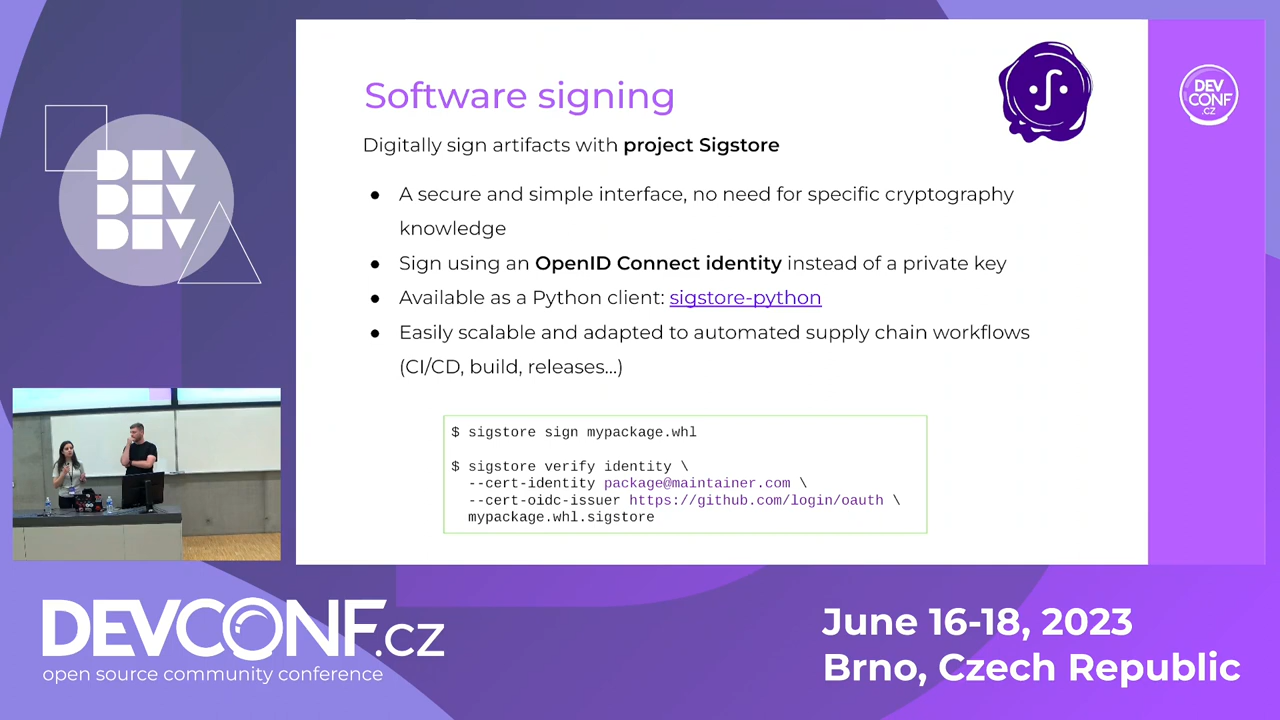 Software signing
Digitally sign artifacts with project Sigstore
● A secure and simple interface, no need for specific cryptography
knowledge
● Sign using an OpenID Connect identity instead of a private key
● Available as a Python client: sigstore-python
● Easily scalable and adapted to automated supply chain workflows
(CI/CD, build, releases...)
$ sigstore sign mypackage.whl
$ sigstore verify identity \
--cert-identity package@maintainer.com \
--cert-oidc-issuer https://github.com/login/oauth \
mypackage.whl.sigstore
DEV
CONF
.CZ
DEV
DEV
DEV
DEVCONF.cz
open source community conference
June 16-18, 2023
Brno, Czech Republic